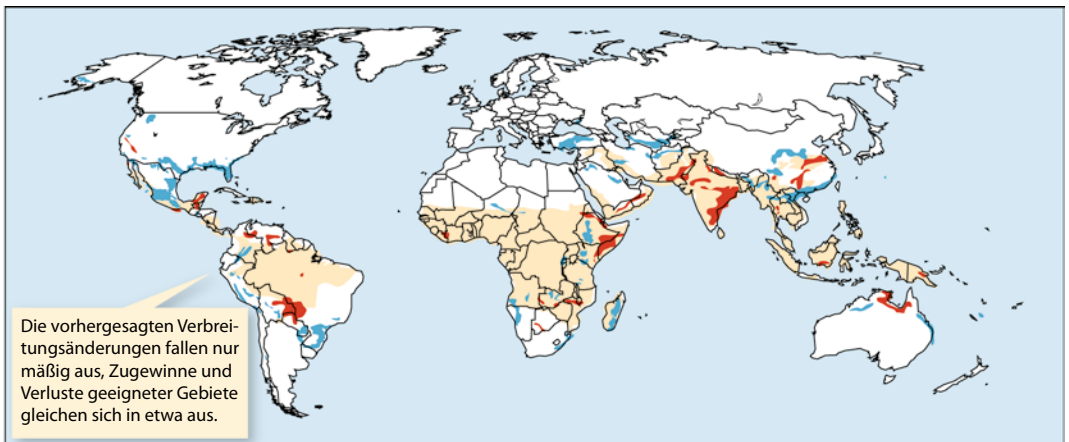 Die vorhergesagten Verbrei-
tungsänderungen fallen nur
mäßig aus, Zugewinne und
Verluste geeigneter Gebiete
gleichen sich in etwa aus.